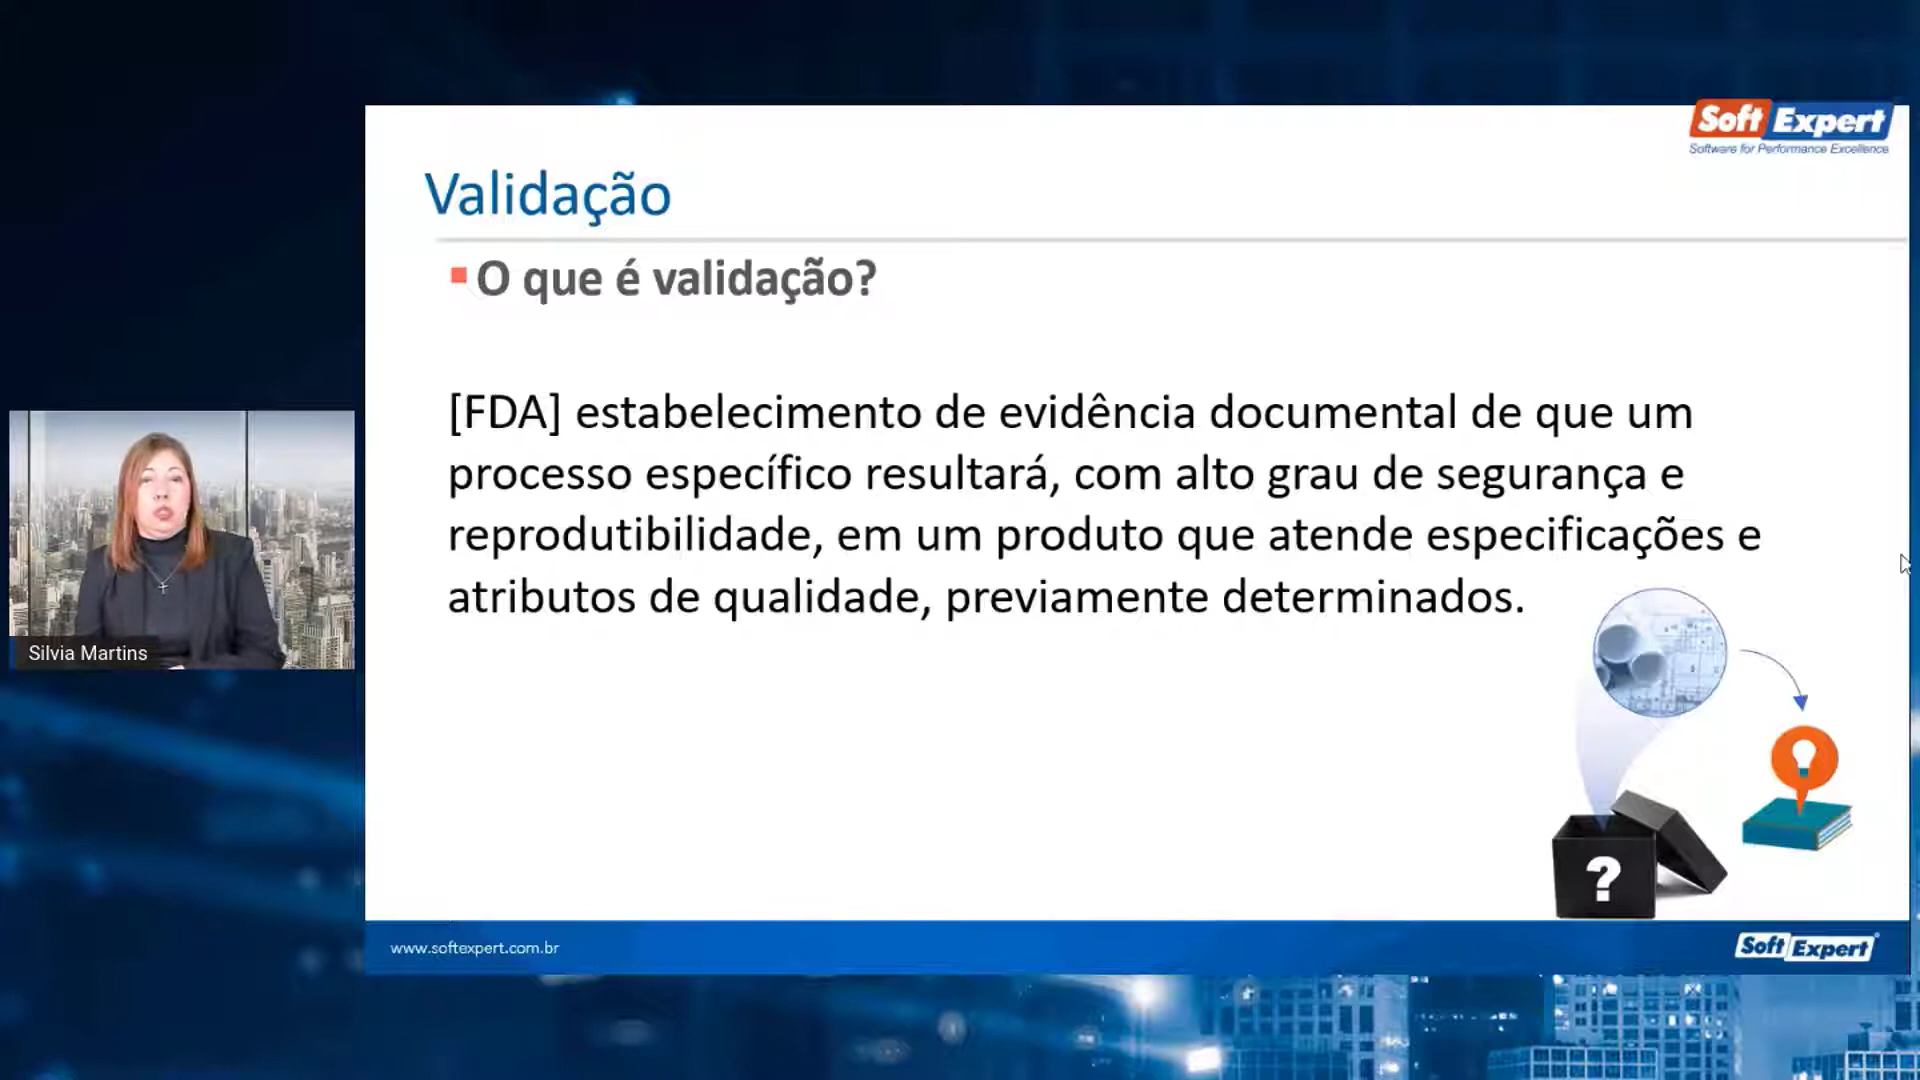 Soft Expert
Software for Performance Excellence
Validação
O que é validação?
[FDA] estabelecimento de evidência documental de que um
processo específico resultará, com alto grau de segurança e
reprodutibilidade, em um produto que atende especificações e
atributos de qualidade, previamente determinados.
Silvia Martins
?
www.softexpert.com.br
Soft Expert